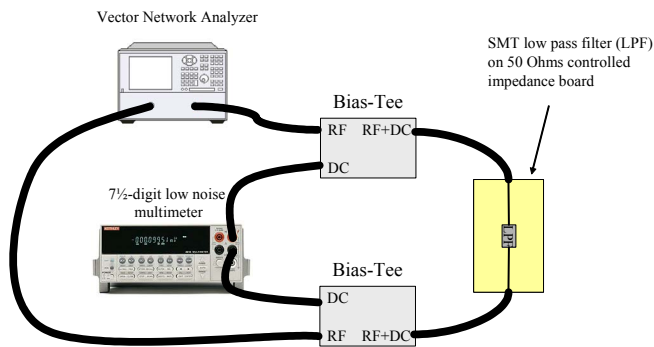 Vector Network Analyzer
SMT low pass filter (LPF)
on 50 Ohms controlled
impedance board
Bias-Tee
RF RF+DC
DC
7½-digit low noise
multimeter
LPF
Bias-Tee
DC
RF RF+DC